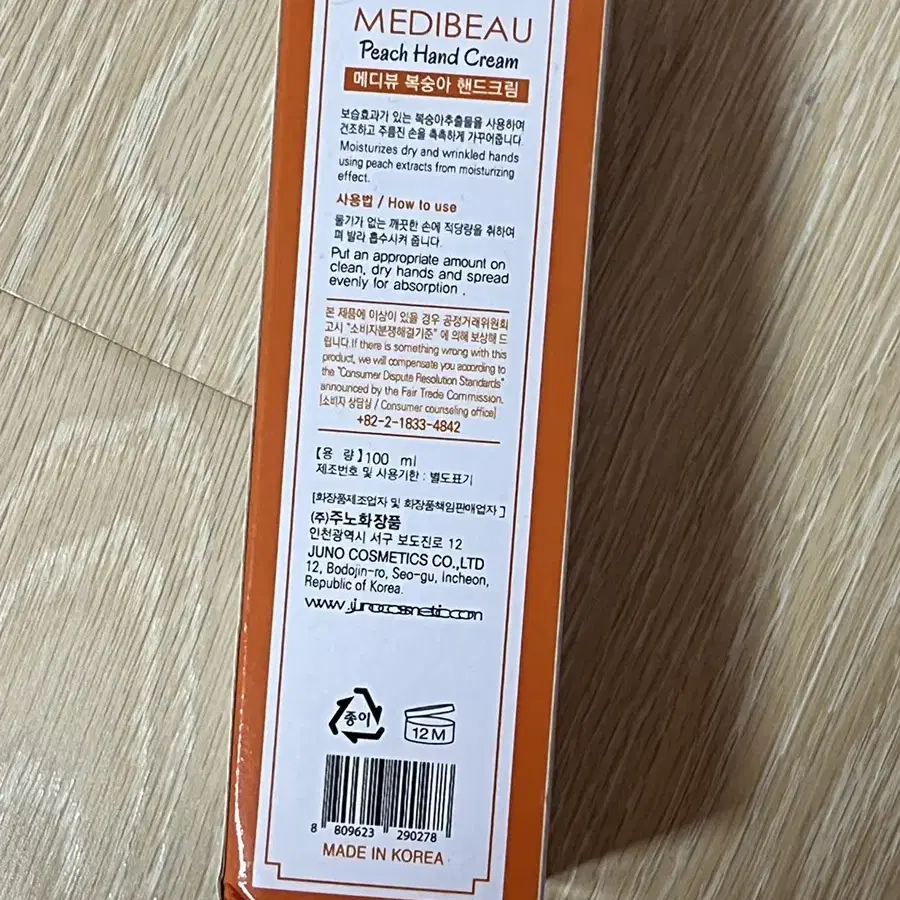 MEDIBEAU
Peach Hand Cream
메디뷰 복숭아 핸드크림
보습효과가 있는 복숭아추출물을 사용하여
건조하고 주름진 손을 촉촉하게 가꾸어줍니다.
Moisturizes dry and wrinkled hands
using peach extracts from moisturizing
effect.
사용법 / How to use
물기가 없는 깨끗한 손에 적당량을 취하여
펴 발라 흡수시켜 줍니다.
Put an appropriate amount on
clean, dry hands and spread
evenly for absorption .
본 제품에 이상이 있을 경우 공정거래위원회
고시 "소비자분쟁해결기준" 에 의해 보상해 드
립니다.If there is something wrong with this
product, we will compensate you according to
the "Consumer Dispute Resolution Standards"
announced by the Fair Trade Commission.
[소비자 상담실 / Consumer counseling office]
+82-2-1833-4842
【용 량】100 ml
제조번호 및 사용기한 : 별도표기
[화장품제조업자 및 화장품책임판매업자 ]
(주)주노화장품
인천광역시 서구 보도진로 12
JUNO COSMETICS CO.,LTD
12, Bodojin-ro, Seo-gu, Incheon,
Republic of Korea.
www.junocosmetic.com
종이
12 M
8 809623 290278
MADE IN KOREA